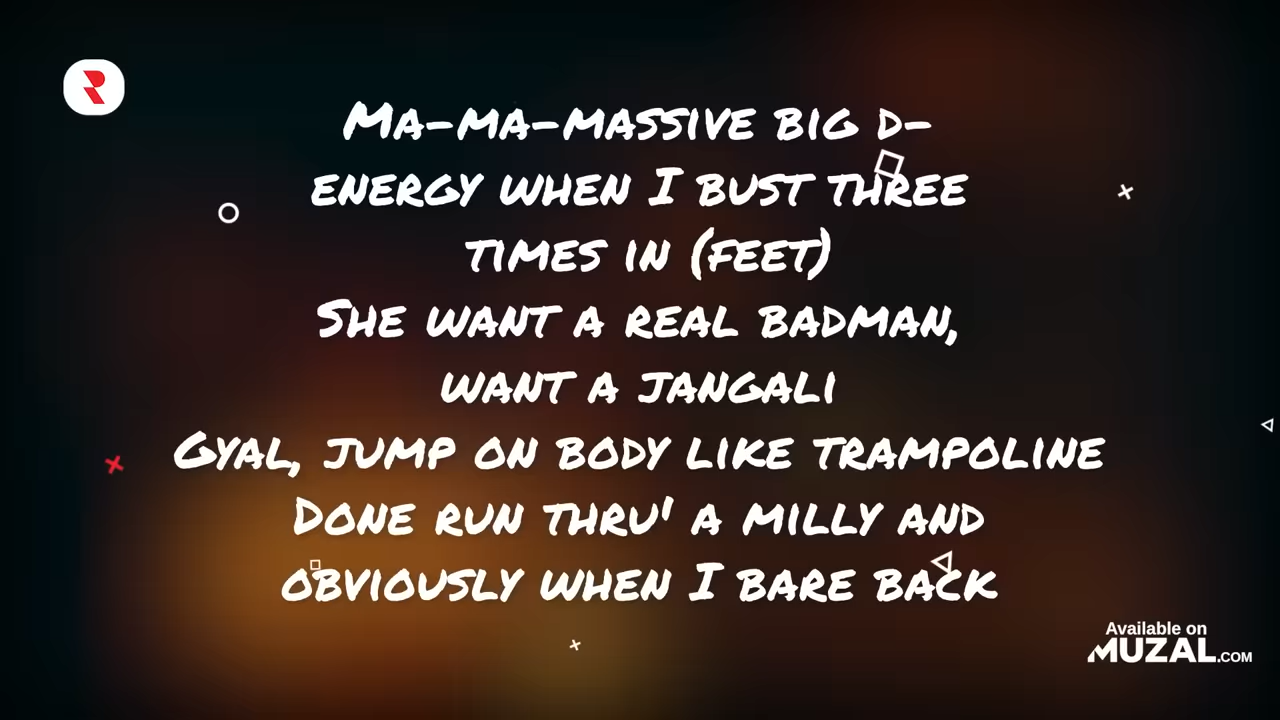 Ma-ma-massive big d-
energy when I bust three
times in (feet)
She want a real badman,
want a jangali
Gyal, jump on body like trampoline
Done run thru' a milly and
obviously when I bare back
Available on
MUZAL.COM